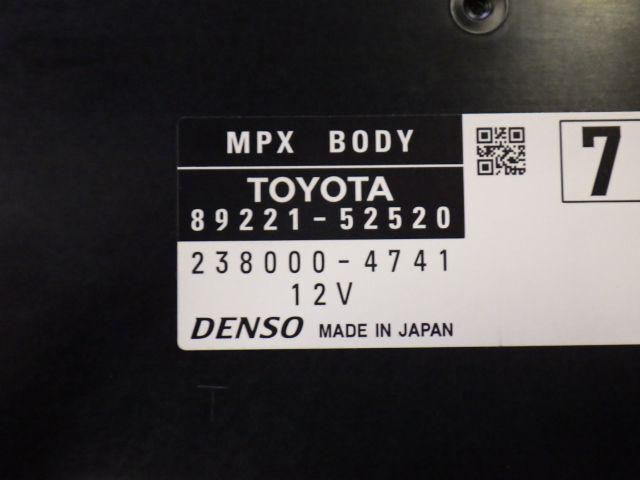 MPX BODY
7
TOYOTA
89221-52520
238000-4741
12V
DENSO MADE IN JAPAN